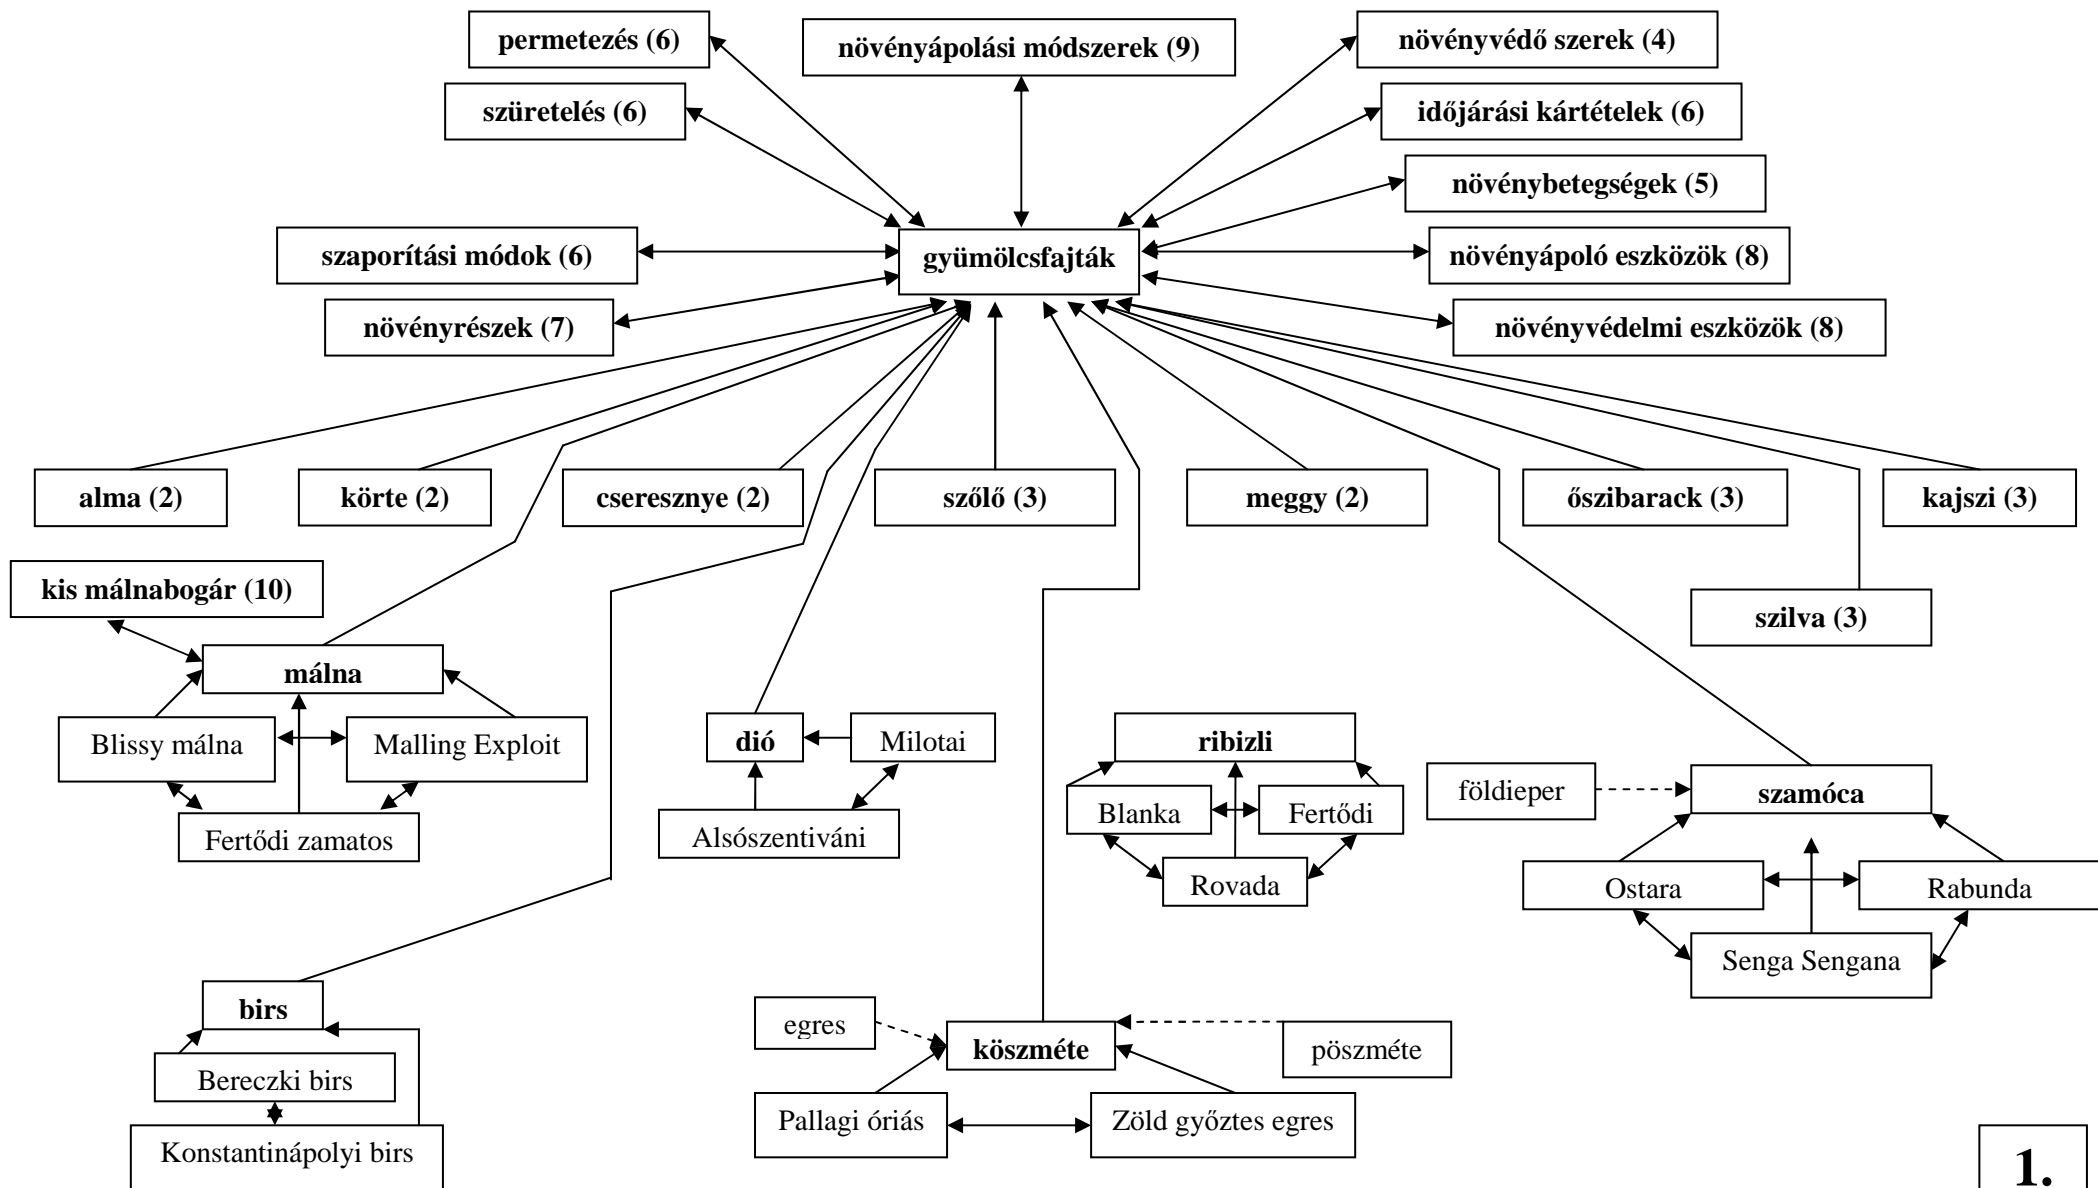 permetezés (6)
növényápolási módszerek (9)
növényvédő szerek (4)
szüretelés (6)
időjárási kártételek (6)
növénybetegségek (5)
szaporítási módok (6)
gyümölcsfajták
növényápoló eszközök (8)
növényrészek (7)
növényvédelmi eszközök (8)
alma (2)
körte (2)
cseresznye (2)
szőlő (3)
meggy (2)
őszibarack (3)
kajszi (3)
kis málnabogár (10)
szilva (3)
málna
Blissy málna
Malling Exploit
Fertődi zamatos
dió
Milotai
Alsószentiváni
ribizli
Blanka
Fertődi
Rovada
földieper
szamóca
Ostara
Rabunda
Senga Sengana
birs
Bereczki birs
Konstantinápolyi birs
egres
köszméte
pöszméte
Pallagi óriás
Zöld győztes egres
1.